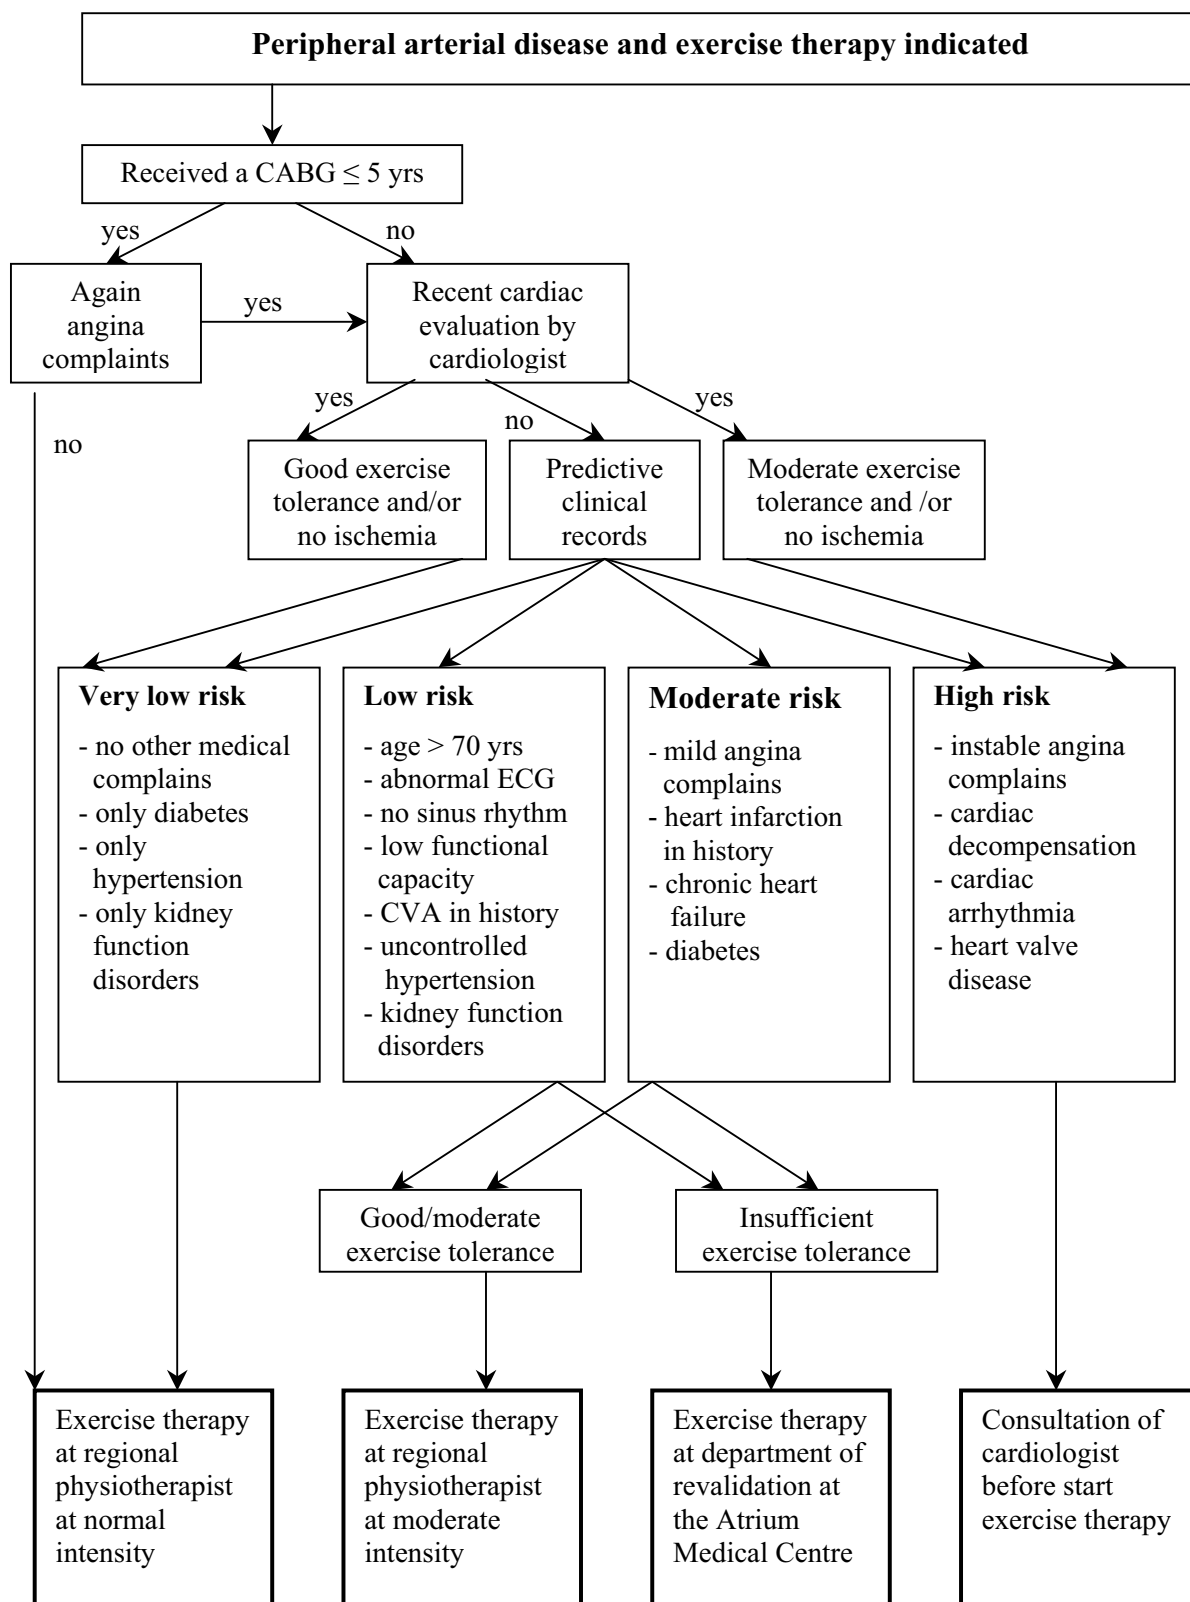 Peripheral arterial disease and exercise therapy indicated
Received a CABG ≤ 5 yrs
yes
no
Again
angina
complaints
yes
Recent cardiac
evaluation by
cardiologist
no
yes
no
yes
Good exercise
tolerance and/or
no ischemia
Predictive
clinical
records
Moderate exercise
tolerance and /or
no ischemia
Very low risk
- no other medical
complains
- only diabetes
- only
hypertension
- only kidney
function
disorders
Low risk
- age > 70 yrs
- abnormal ECG
- no sinus rhythm
- low functional
capacity
- CVA in history
- uncontrolled
hypertension
- kidney function
disorders
Moderate risk
- mild angina
complains
- heart infarction
in history
- chronic heart
failure
- diabetes
High risk
- instable angina
complains
- cardiac
decompensation
- cardiac
arrhythmia
- heart valve
disease
Good/moderate
exercise tolerance
Insufficient
exercise tolerance
Exercise therapy
at regional
physiotherapist
at normal
intensity
Exercise therapy
at regional
physiotherapist
at moderate
intensity
Exercise therapy
at department of
revalidation at
the Atrium
Medical Centre
Consultation of
cardiologist
before start
exercise therapy